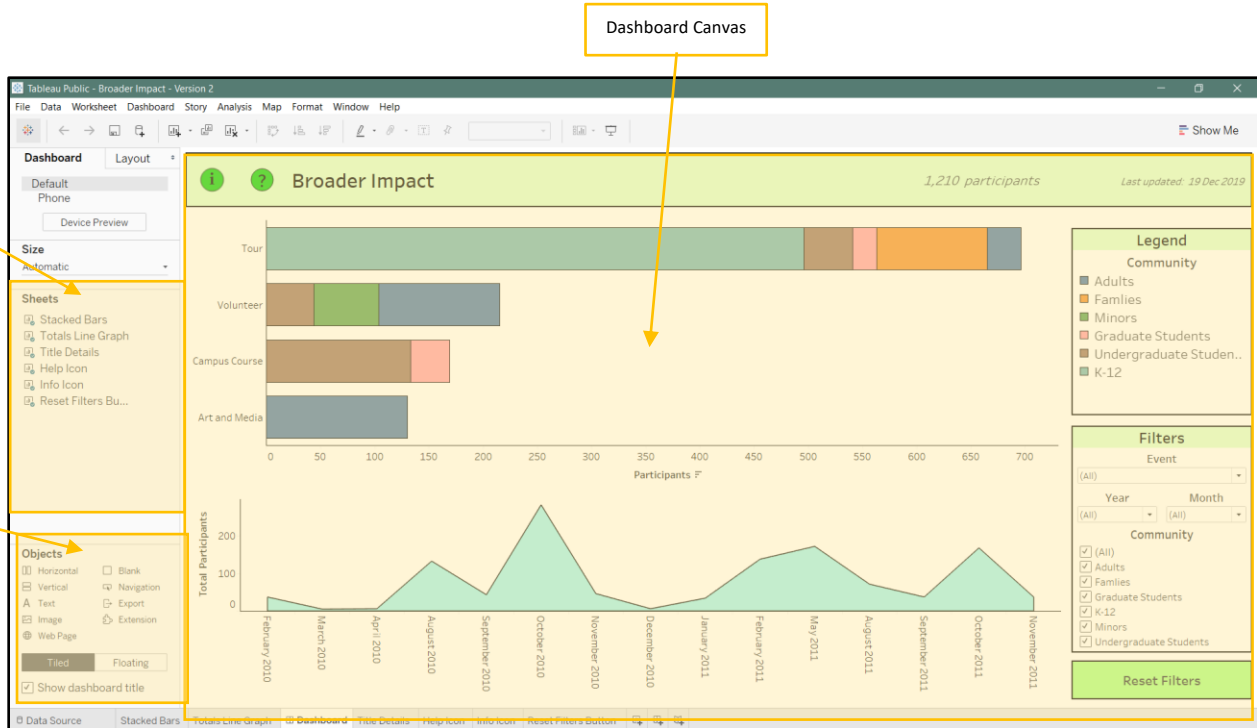 Dashboard Canvas
Tableau Public - Broader Impact - Version 2
File Data Worksheet Dashboard Story Analysis Map Format Window Help
Show Me
Dashboard Layout
Default
Phone
Device Preview
Size
Automatic
Sheets
Stacked Bars
Totals Line Graph
Title Details
Help Icon
Info Icon
Reset Filters Bu...
Objects
Horizontal Blank
Vertical Navigation
A Text Export
Image Extension
Web Page
Tiled Floating
Show dashboard title
i ? Broader Impact 1,210 participants Last updated: 19 Dec 2019
Tour
Volunteer
Campus Course
Art and Media
0 50 100 150 200 250 300 350 400 450 500 550 600 650 700
Participants
Total Participants
200
100
0
February 2010
March 2010
April 2010
August 2010
September 2010
October 2010
November 2010
December 2010
January 2011
February 2011
May 2011
August 2011
September 2011
October 2011
November 2011
Legend
Community
Adults
Famlies
Minors
Graduate Students
Undergraduate Studen..
K-12
Filters
Event
(All)
Year Month
(All) (All)
Community
(All)
Adults
Famlies
Graduate Students
K-12
Minors
Undergraduate Students
Reset Filters
Data Source Stacked Bars Totals Line Graph Dashboard Title Details Help Icon Info Icon Reset Filters Button